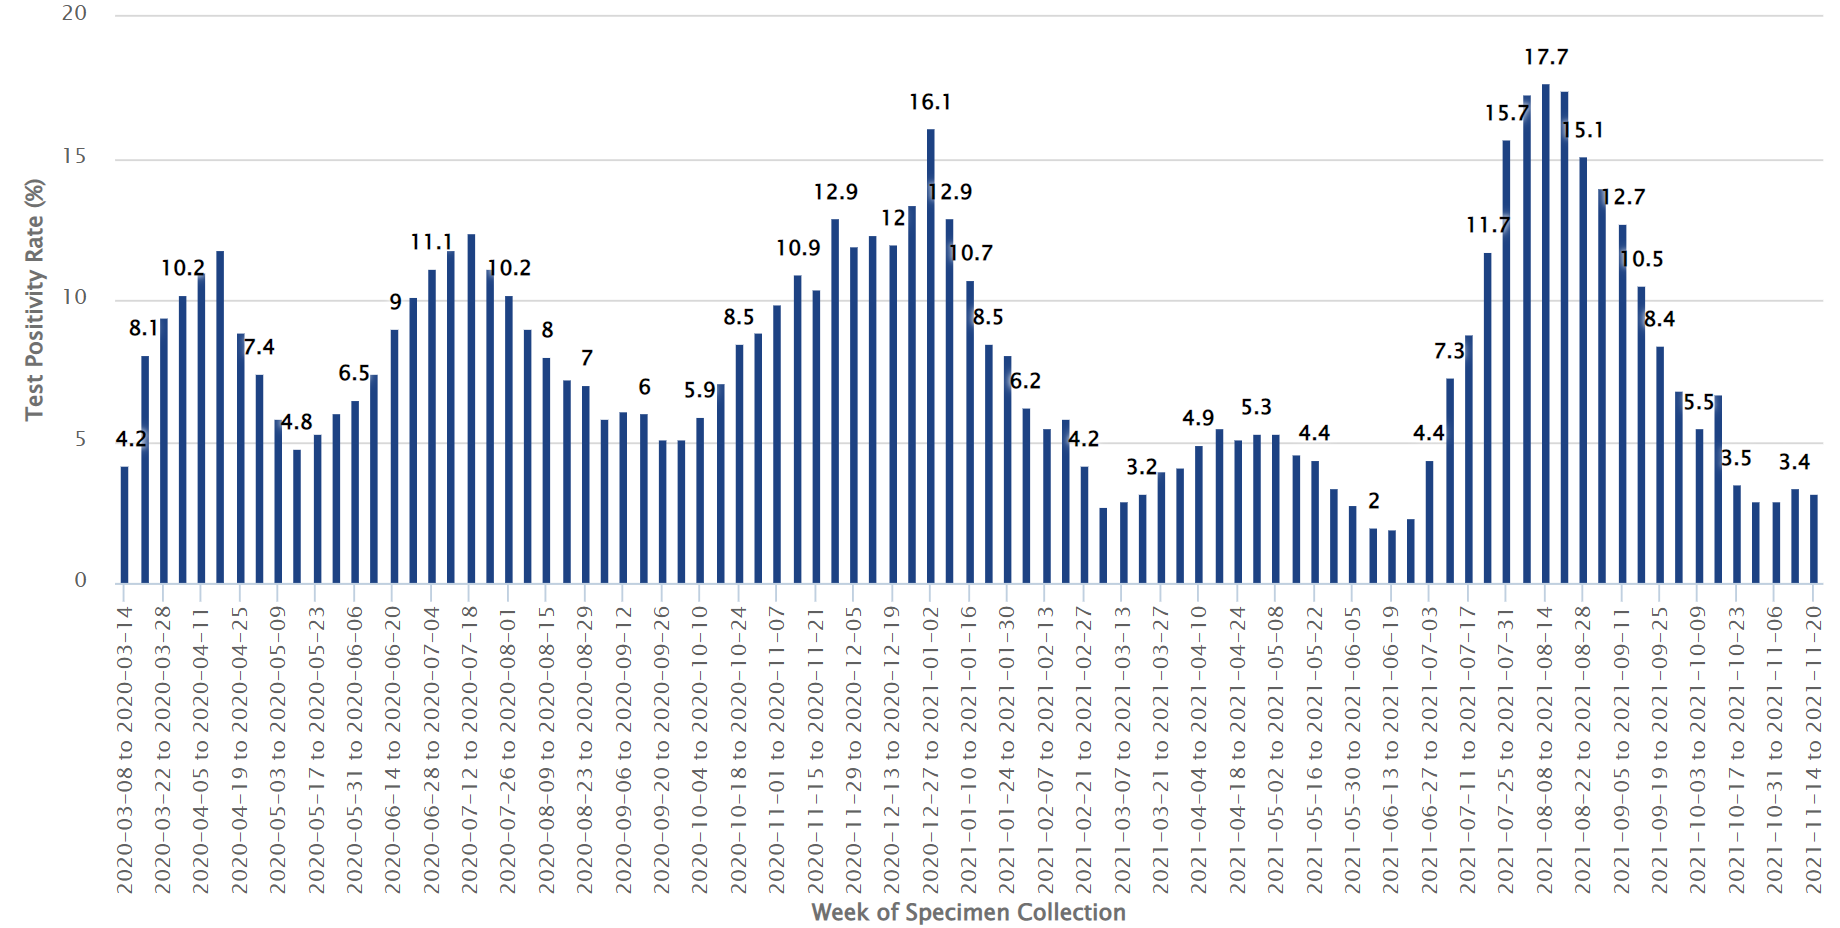 20
15
10
5
0
Test Positivity Rate (%)
4.2
8.1
10.2
7.4
4.8
6.5
9
11.1
10.2
8
7
6
5.9
8.5
10.9
12.9
12
16.1
12.9
10.7
8.5
6.2
4.2
3.2
4.9
5.3
4.4
2
4.4
7.3
11.7
15.7
17.7
15.1
12.7
10.5
8.4
5.5
3.5
3.4
2020-03-08 to 2020-03-14
2020-03-22 to 2020-03-28
2020-04-05 to 2020-04-11
2020-04-19 to 2020-04-25
2020-05-03 to 2020-05-09
2020-05-17 to 2020-05-23
2020-05-31 to 2020-06-06
2020-06-14 to 2020-06-20
2020-06-28 to 2020-07-04
2020-07-12 to 2020-07-18
2020-07-26 to 2020-08-01
2020-08-09 to 2020-08-15
2020-08-23 to 2020-08-29
2020-09-06 to 2020-09-12
2020-09-20 to 2020-09-26
2020-10-04 to 2020-10-10
2020-10-18 to 2020-10-24
2020-11-01 to 2020-11-07
2020-11-15 to 2020-11-21
2020-11-29 to 2020-12-05
2020-12-13 to 2020-12-19
2020-12-27 to 2021-01-02
2021-01-10 to 2021-01-16
2021-01-24 to 2021-01-30
2021-02-07 to 2021-02-13
2021-02-21 to 2021-02-27
2021-03-07 to 2021-03-13
2021-03-21 to 2021-03-27
2021-04-04 to 2021-04-10
2021-04-18 to 2021-04-24
2021-05-02 to 2021-05-08
2021-05-16 to 2021-05-22
2021-05-30 to 2021-06-05
2021-06-13 to 2021-06-19
2021-06-27 to 2021-07-03
2021-07-11 to 2021-07-17
2021-07-25 to 2021-07-31
2021-08-08 to 2021-08-14
2021-08-22 to 2021-08-28
2021-09-05 to 2021-09-11
2021-09-19 to 2021-09-25
2021-10-03 to 2021-10-09
2021-10-17 to 2021-10-23
2021-10-31 to 2021-11-06
2021-11-14 to 2021-11-20
Week of Specimen Collection